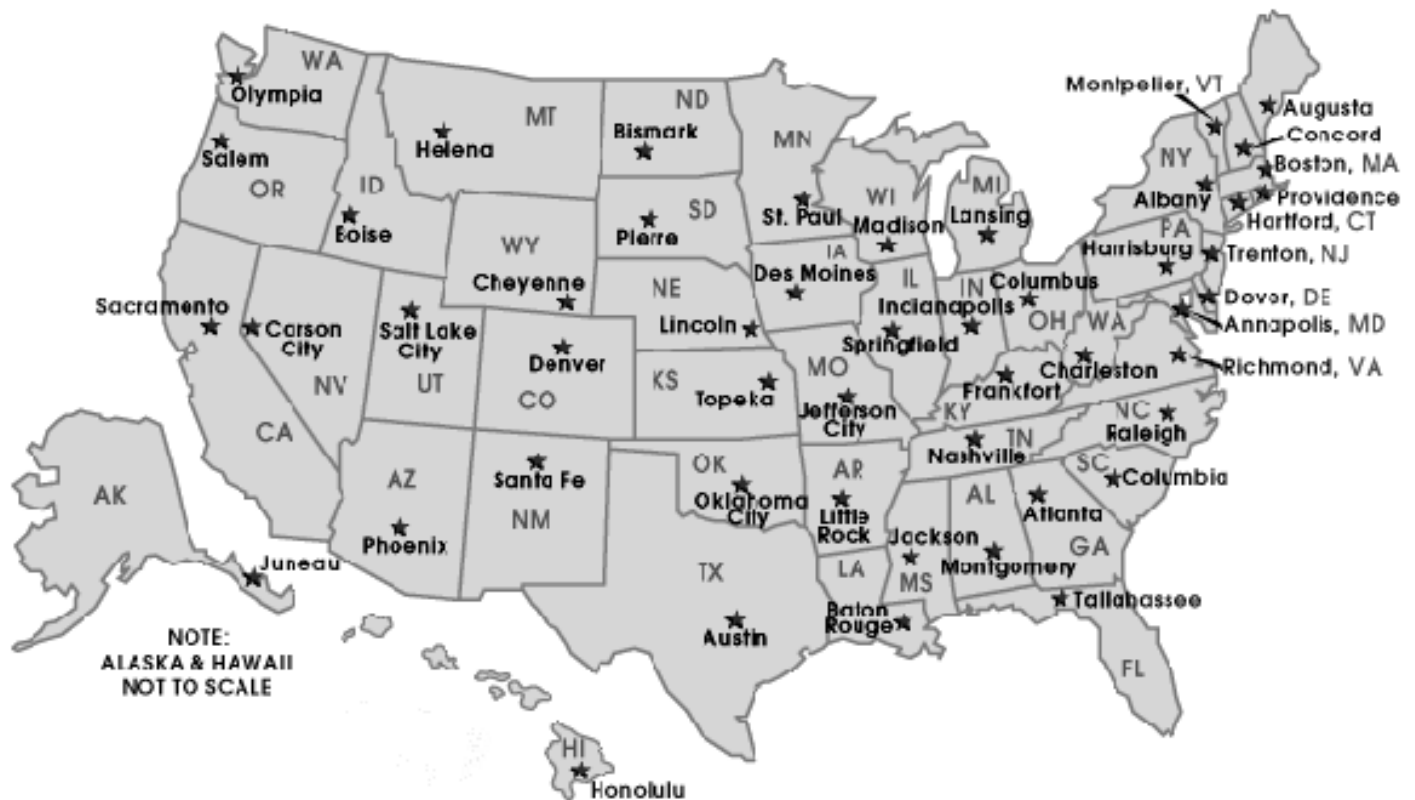 WA
Olympia
MT
Helena
ND
Bismark
MN
St. Paul
Montpelier, VT
Augusta
Concord
Boston, MA
Providence
Hartford, CT
NY
Albany
Salem
OR
ID
Boise
WY
Cheyenne
SD
Pierre
WI
Madison
MI
Lansing
PA
Harrisburg
Trenton, NJ
Dover, DE
Annapolis, MD
Richmond, VA
IA
Des Moines
NE
Lincoln
IL
Springfield
IN
Indianapolis
Columbus
OH
WA
Charleston
Sacramento
Carson
City
NV
CA
Salt Lake
City
UT
Denver
CO
KS
Topeka
MO
Jefferson
City
Frankfort
KY
TN
Nashville
NC
Raleigh
SC
Columbia
AZ
Phoenix
Santa Fe
NM
OK
Oklahoma
City
AR
Little
Rock
AL
Montgomery
Atlanta
GA
Jackson
MS
LA
Baton
Rouge
TX
Austin
Tallahassee
FL
AK
Juneau
NOTE:
ALASKA & HAWAII
NOT TO SCALE
HI
Honolulu